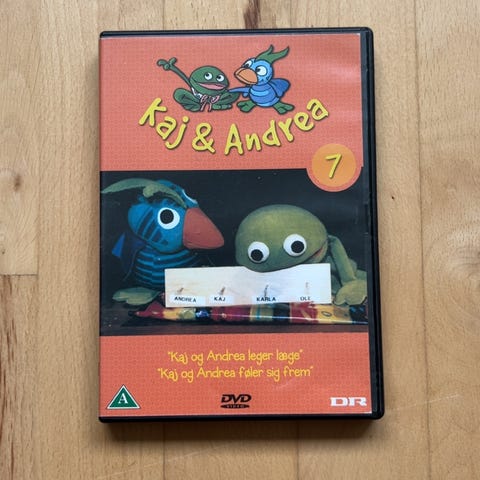 Kaj & Andrea
7
ANDREA KAJ KARLA OLE
"Kaj og Andrea leger læge"
"Kaj og Andrea føler sig frem"
A
DVD
VIDEO
DR